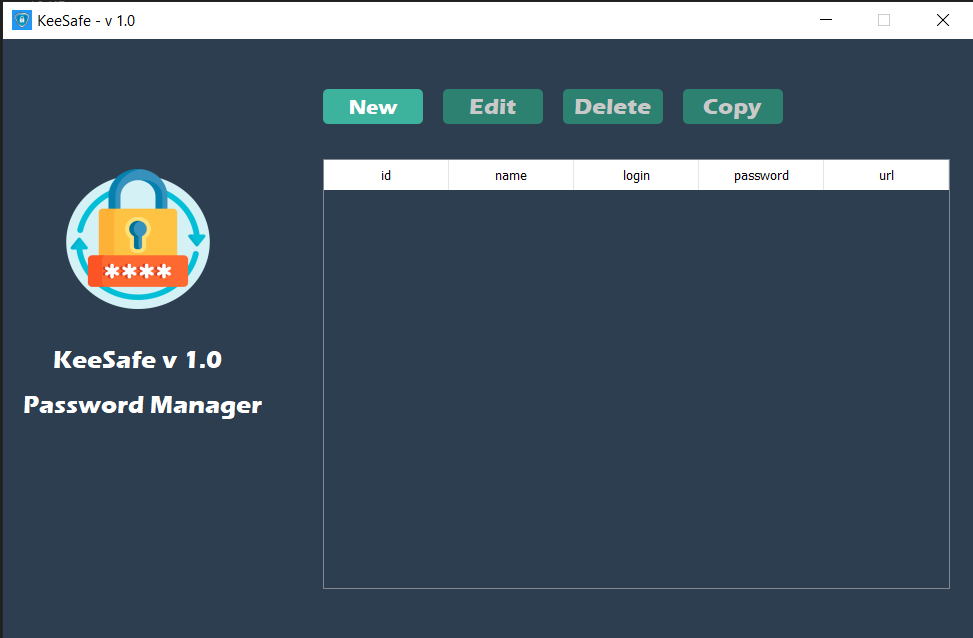 KeeSafe - v 1.0
New Edit Delete Copy
id name login password url
****
KeeSafe v 1.0
Password Manager